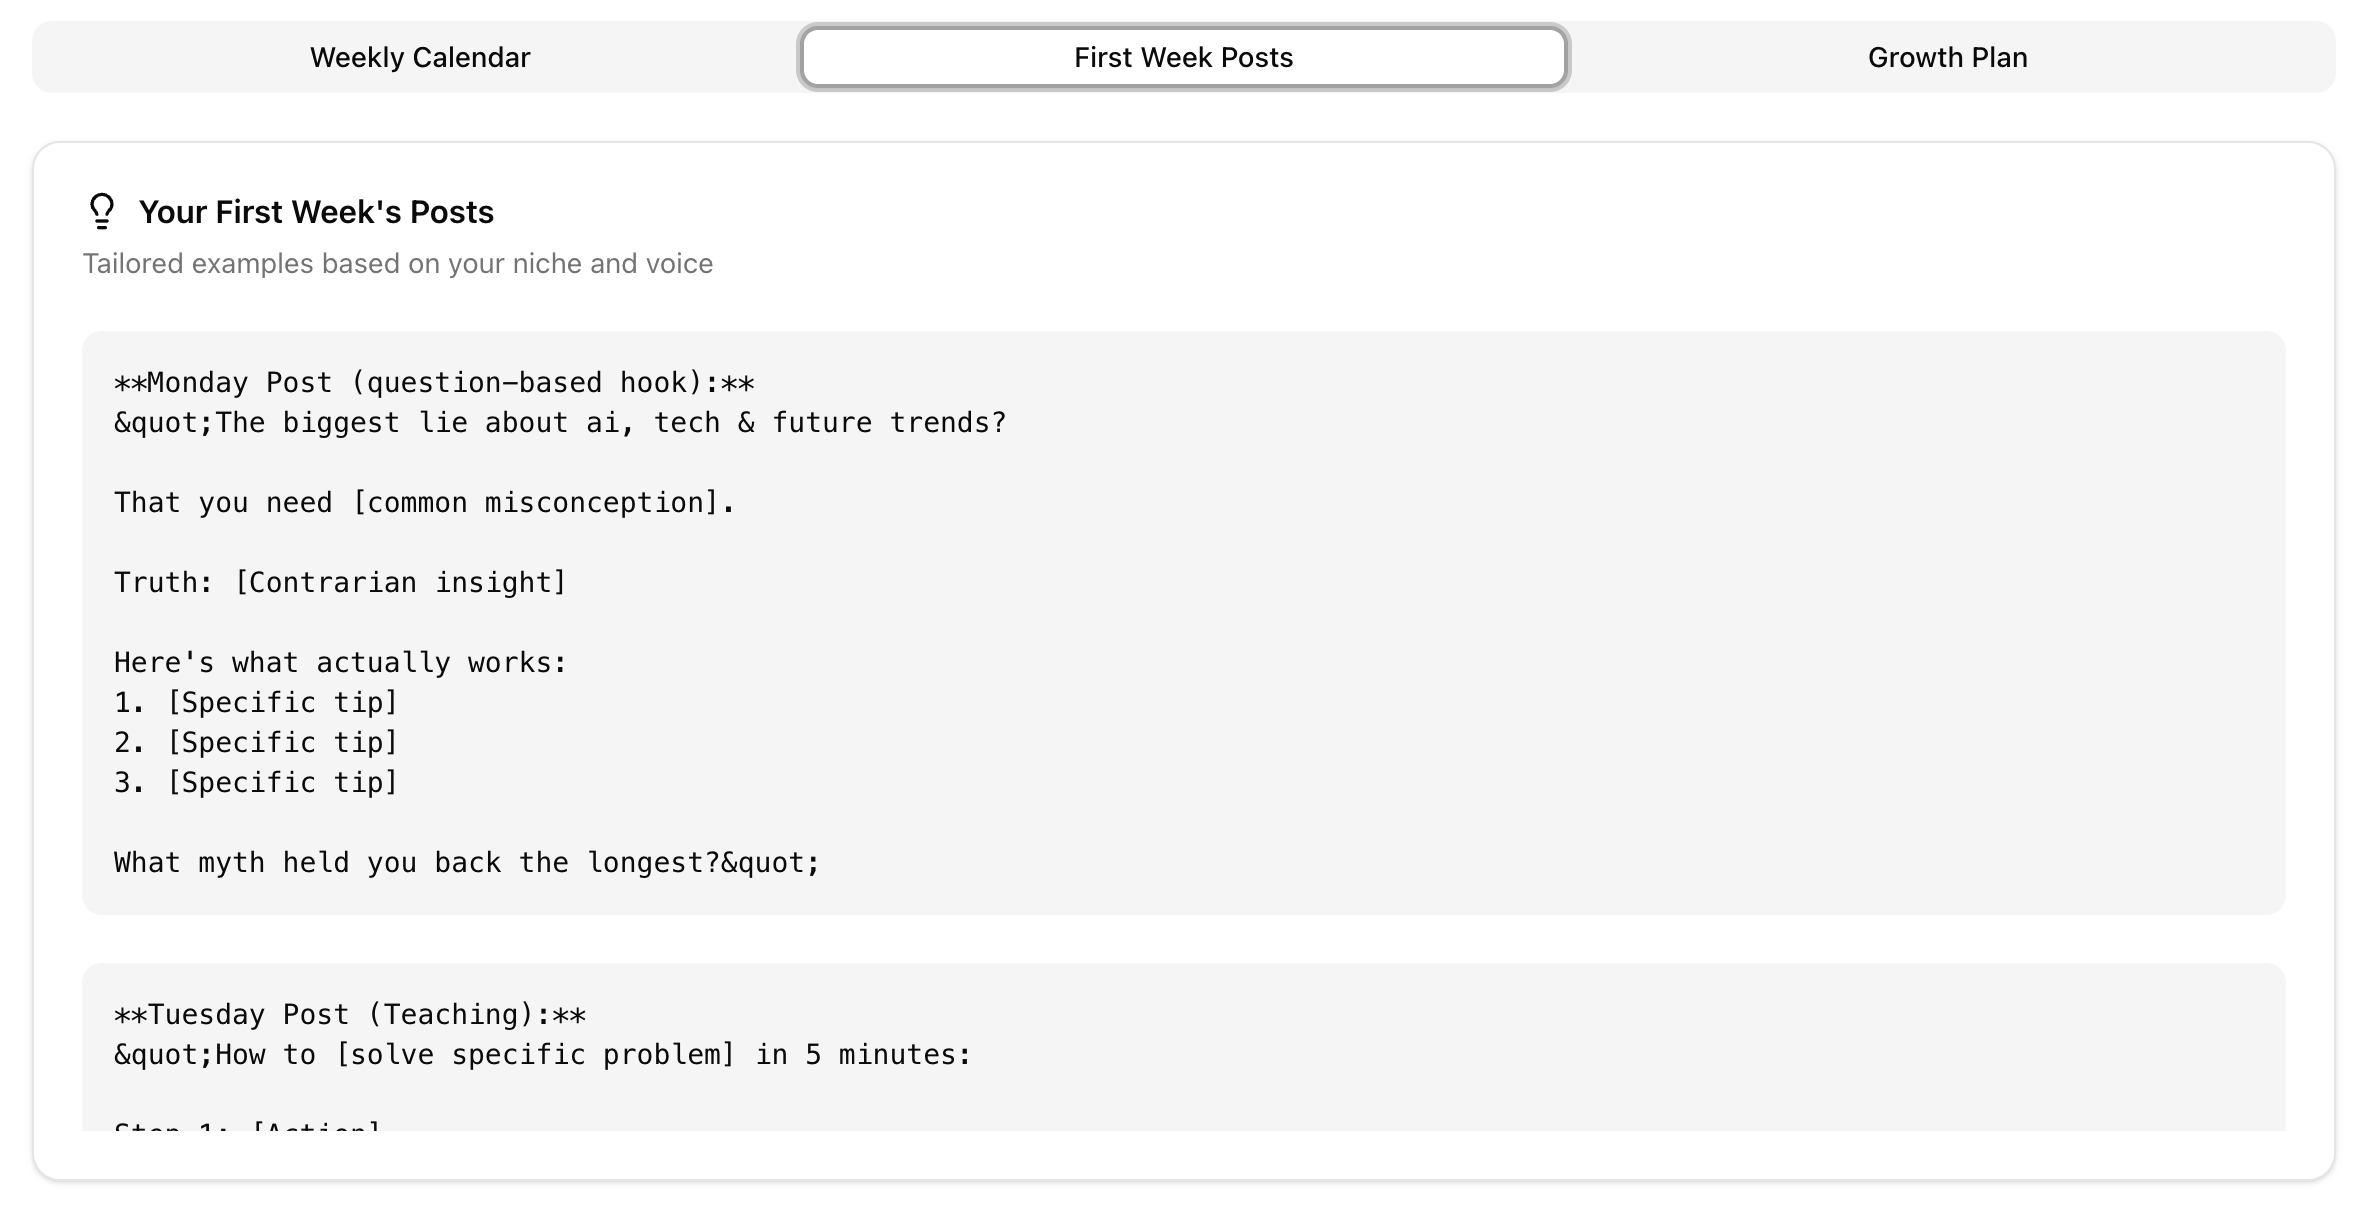 Weekly Calendar
First Week Posts
Growth Plan
Your First Week's Posts
Tailored examples based on your niche and voice
**Monday Post (question-based hook):**
&quot;The biggest lie about ai, tech & future trends?
That you need [common misconception].
Truth: [Contrarian insight]
Here's what actually works:
1. [Specific tip]
2. [Specific tip]
3. [Specific tip]
What myth held you back the longest?&quot;
**Tuesday Post (Teaching):**
&quot;How to [solve specific problem] in 5 minutes:
Step 1: [Action]